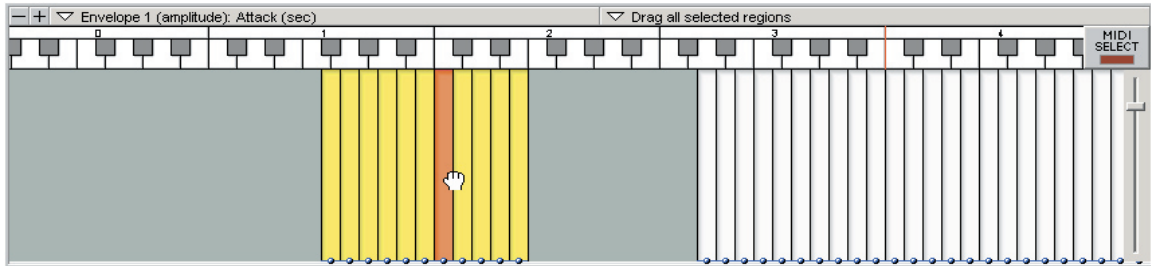 − + ▽ Envelope 1 (amplitude): Attack (sec) ▽ Drag all selected regions
0 1 2 3 4
MIDI
SELECT